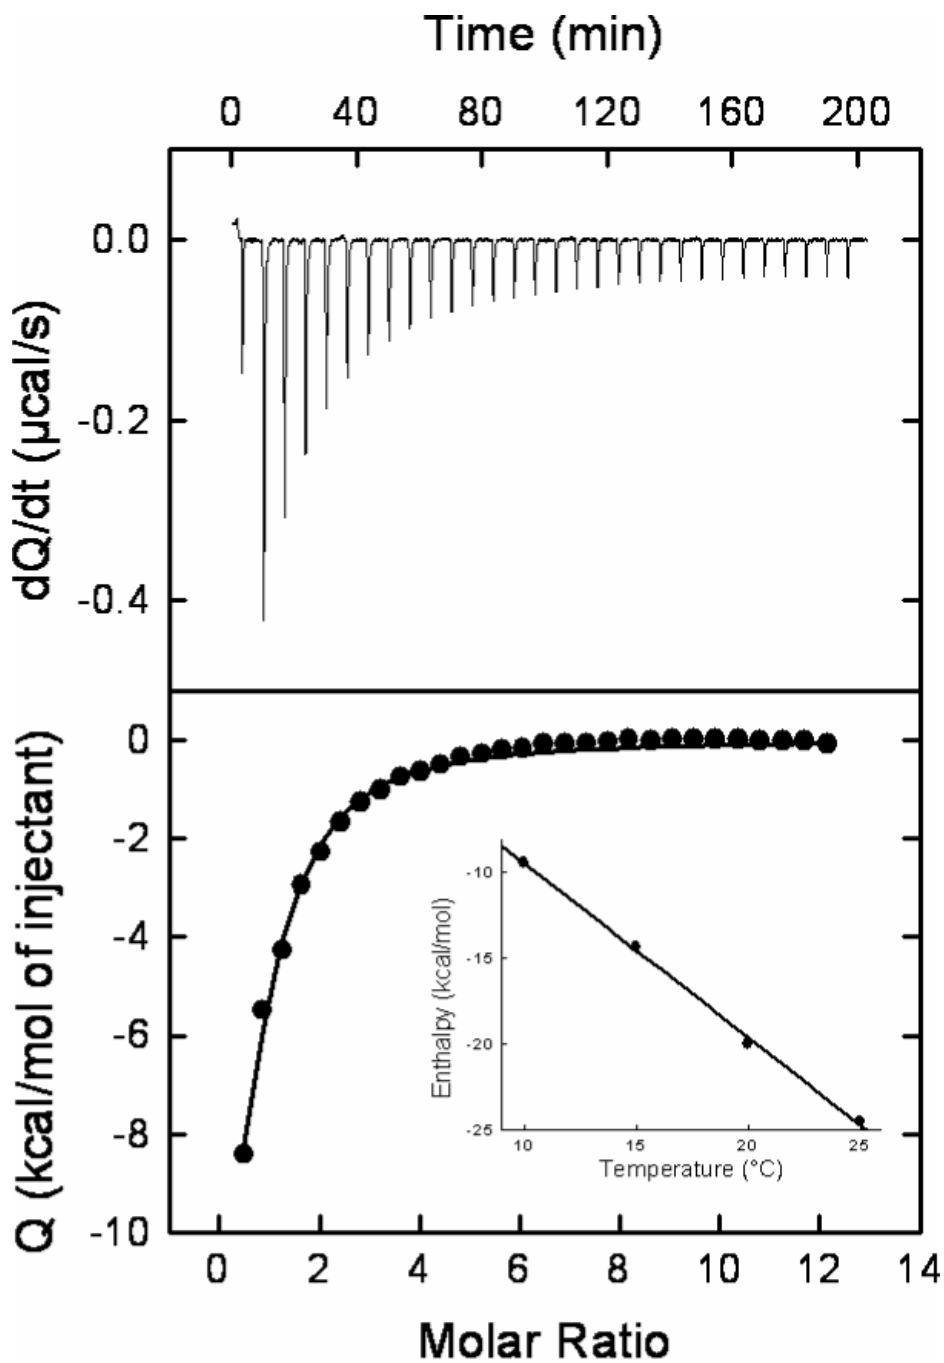 Time (min)
0 40 80 120 160 200
dQ/dt (µcal/s)
0.0
-0.2
-0.4
Q (kcal/mol of injectant)
0
-2
-4
-6
-8
-10
Enthalpy (kcal/mol)
-10
-15
-20
-25
10 15 20 25
Temperature (°C)
0 2 4 6 8 10 12 14
Molar Ratio